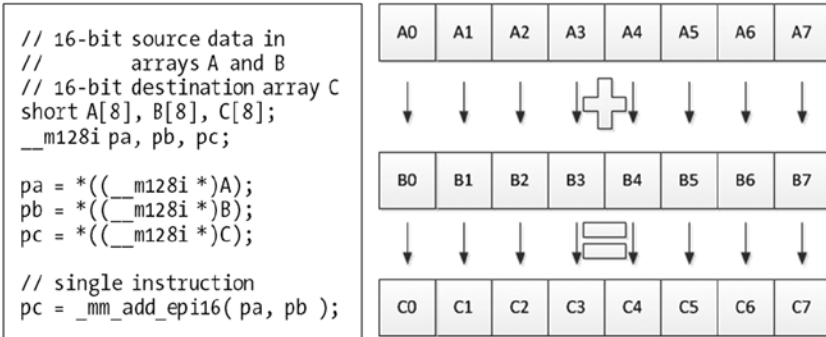 // 16-bit source data in
//        arrays A and B
// 16-bit destination array C
short A[8], B[8], C[8];
__m128i pa, pb, pc;
pa = *((__m128i *)A);
pb = *((__m128i *)B);
pc = *((__m128i *)C);
// single instruction
pc = _mm_add_epi16( pa, pb );
A0 A1 A2 A3 A4 A5 A6 A7
B0 B1 B2 B3 B4 B5 B6 B7
C0 C1 C2 C3 C4 C5 C6 C7